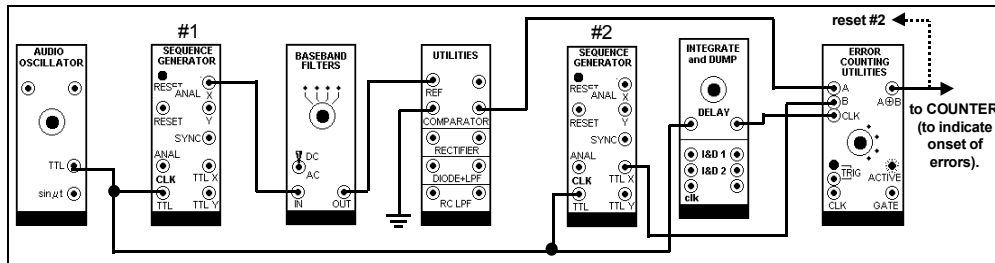 #1
#2
reset #2
AUDIO
OSCILLATOR
TTL
sinµt
SEQUENCE
GENERATOR
RESET
ANAL
X
RESET
Y
SYNC
ANAL
CLK
TTL X
TTL
TTL Y
BASEBAND
FILTERS
DC
AC
IN
OUT
UTILITIES
REF
COMPARATOR
RECTIFIER
DIODE+LPF
RC LPF
SEQUENCE
GENERATOR
RESET
ANAL
X
RESET
Y
SYNC
ANAL
CLK
TTL X
TTL
TTL Y
INTEGRATE
and DUMP
DELAY
I&D 1
I&D 2
clk
ERROR
COUNTING
UTILITIES
A
B
A⊕B
CLK
TRIG
ACTIVE
CLK
GATE
to COUNTER
(to indicate
onset of
errors).